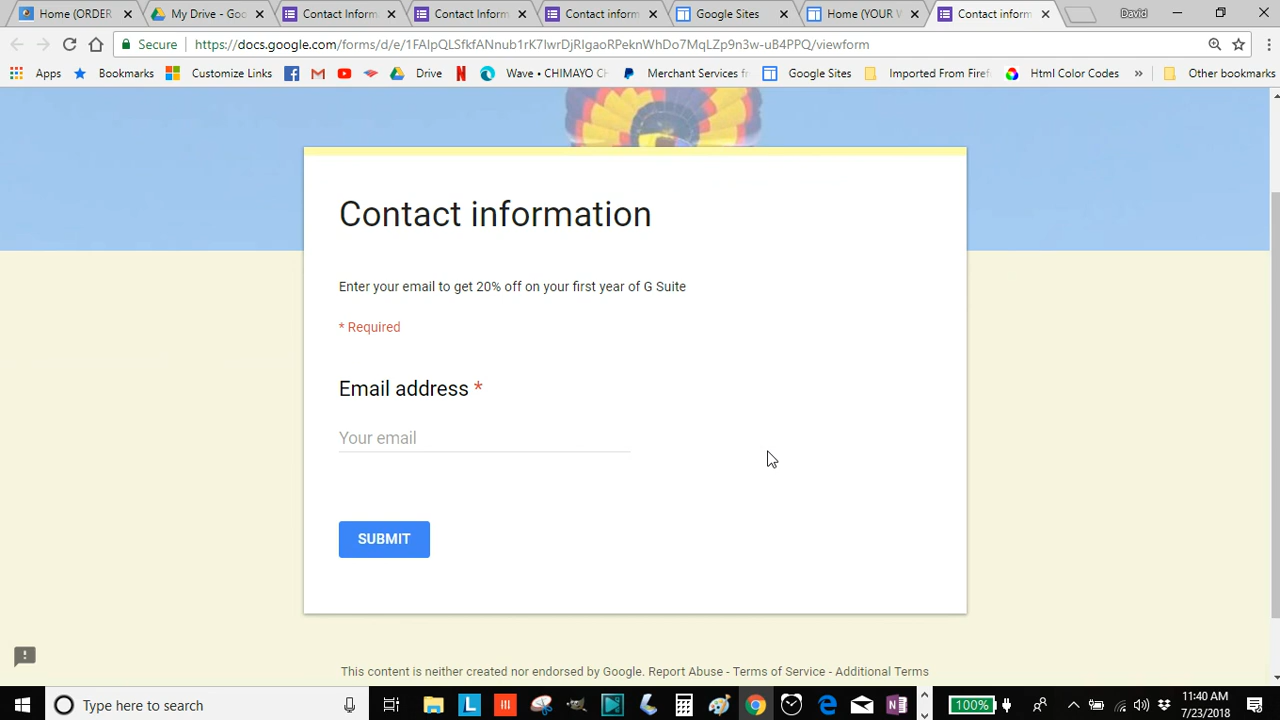 Home (ORDER
My Drive - Go
Contact Inform
Contact Inform
Contact inform
Google Sites
Home (YOUR V
Contact inform
David
Secure
https://docs.google.com/forms/d/e/1FAIpQLSfkfANnub1rK7lwrDjRIgaoRPeknWhDo7MqLZp9n3w-uB4PPQ/viewform
Apps
Bookmarks
Customize Links
Drive
Wave • CHIMAYO CH
Merchant Services fr
Google Sites
Imported From Firef
Html Color Codes
»
Other bookmarks
Contact information
Enter your email to get 20% off on your first year of G Suite
* Required
Email address *
Your email
SUBMIT
This content is neither created nor endorsed by Google. Report Abuse - Terms of Service - Additional Terms
Type here to search
100%
11:40 AM
7/23/2018